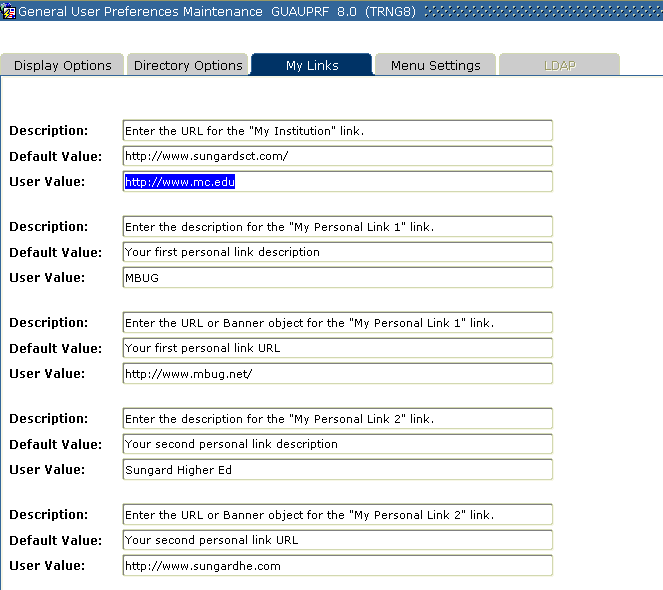 General User Preferences Maintenance GUAUPRF 8.0 (TRNG8)
Display Options Directory Options My Links Menu Settings LDAP
Description: Enter the URL for the "My Institution" link.
Default Value: http://www.sungardsct.com/
User Value: http://www.mc.edu
Description: Enter the description for the "My Personal Link 1" link.
Default Value: Your first personal link description
User Value: MBUG
Description: Enter the URL or Banner object for the "My Personal Link 1" link.
Default Value: Your first personal link URL
User Value: http://www.mbug.net/
Description: Enter the description for the "My Personal Link 2" link.
Default Value: Your second personal link description
User Value: Sungard Higher Ed
Description: Enter the URL or Banner object for the "My Personal Link 2" link.
Default Value: Your second personal link URL
User Value: http://www.sungardhe.com